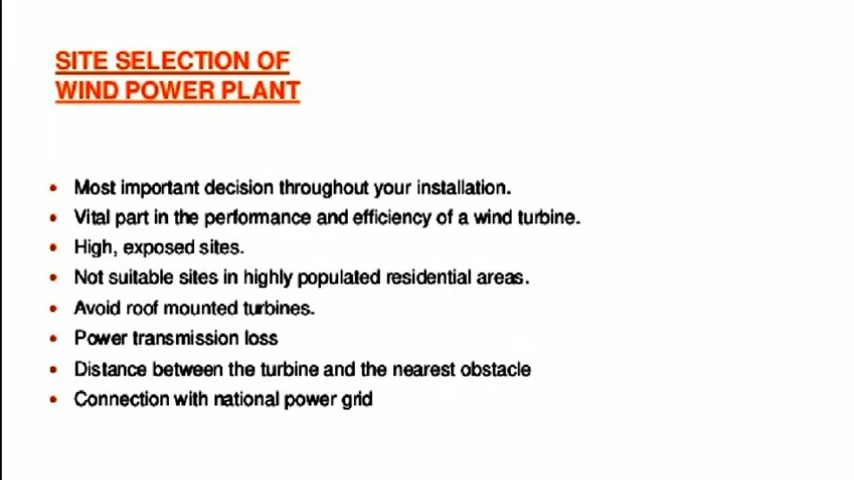 SITE SELECTION OF
WIND POWER PLANT
• Most important decision throughout your installation.
• Vital part in the performance and efficiency of a wind turbine.
• High, exposed sites.
• Not suitable sites in highly populated residential areas.
• Avoid roof mounted turbines.
• Power transmission loss
• Distance between the turbine and the nearest obstacle
• Connection with national power grid